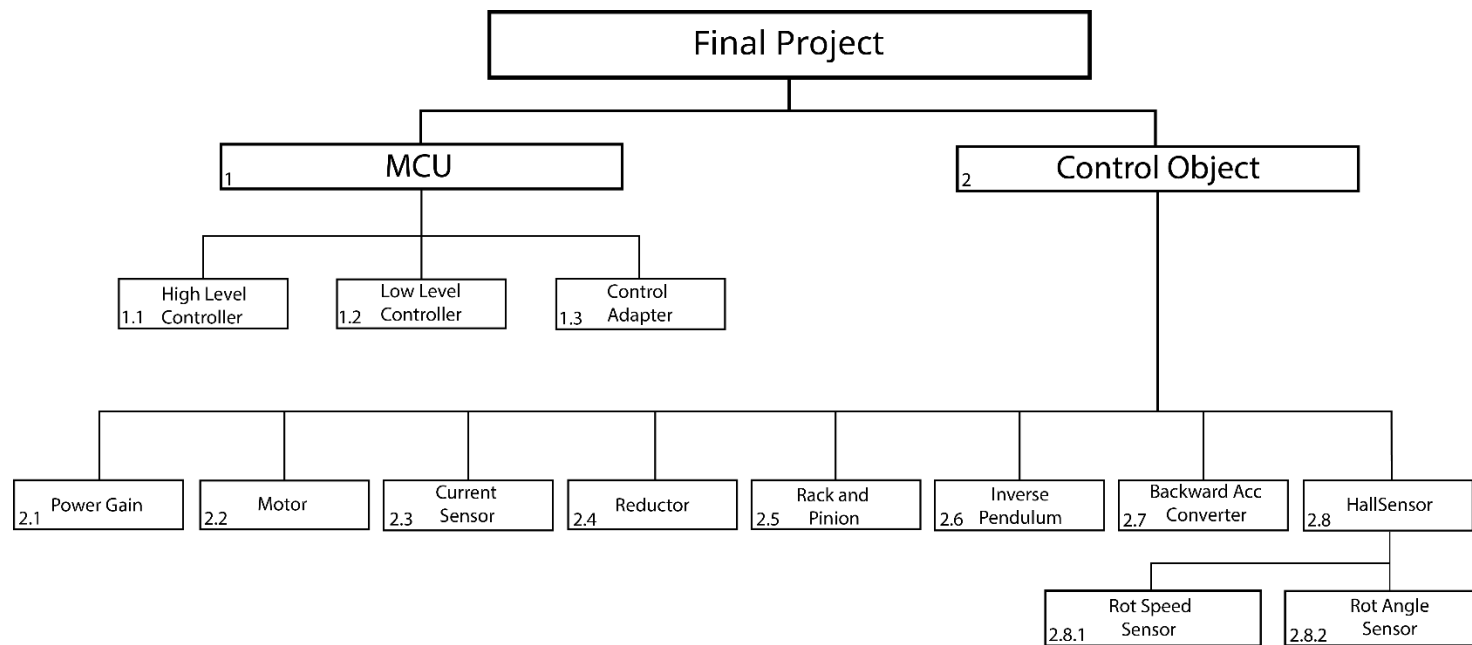 Final Project
MCU
1
Control Object
2
High Level
Controller
1.1
Low Level
Controller
1.2
Control
Adapter
1.3
Power Gain
2.1
Motor
2.2
Current
Sensor
2.3
Reductor
2.4
Rack and
Pinion
2.5
Inverse
Pendulum
2.6
Backward Acc
Converter
2.7
HallSensor
2.8
Rot Speed
Sensor
2.8.1
Rot Angle
Sensor
2.8.2